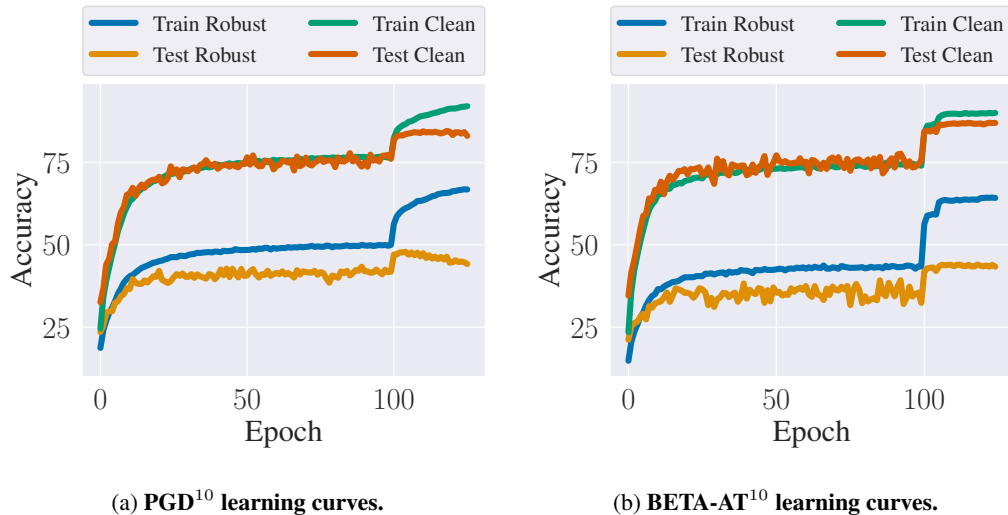 Train Robust Train Clean
Test Robust Test Clean
75
50
25
Accuracy
0 50 100
Epoch
(a) PGD¹⁰ learning curves.
Train Robust Train Clean
Test Robust Test Clean
75
50
25
Accuracy
0 50 100
Epoch
(b) BETA-AT¹⁰ learning curves.